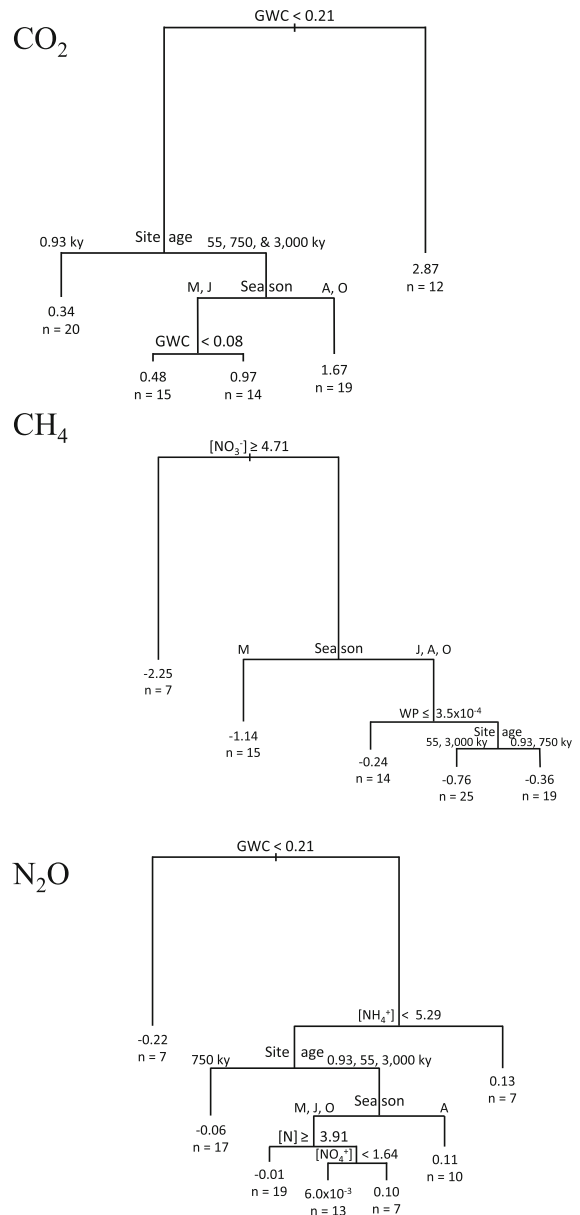 GWC < 0.21
CO₂
0.93 ky Site age 55, 750, & 3,000 ky
2.87
n = 12
M, J Season A, O
0.34
n = 20
GWC < 0.08
1.67
n = 19
0.48 0.97
n = 15 n = 14
CH₄
[NO₃⁻] ≥ 4.71
M Season J, A, O
-2.25
n = 7
WP ≤ 3.5x10⁻⁴
-1.14
n = 15
Site age
55, 3,000 ky 0.93, 750 ky
-0.24
n = 14
-0.76 -0.36
n = 25 n = 19
GWC < 0.21
N₂O
[NH₄⁺] < 5.29
-0.22
n = 7
750 ky Site age 0.93, 55, 3,000 ky
0.13
n = 7
M, J, O Season A
-0.06
n = 17
[N] ≥ 3.91
[NO₄⁺] < 1.64
0.11
n = 10
-0.01
n = 19
6.0x10⁻³ 0.10
n = 13 n = 7